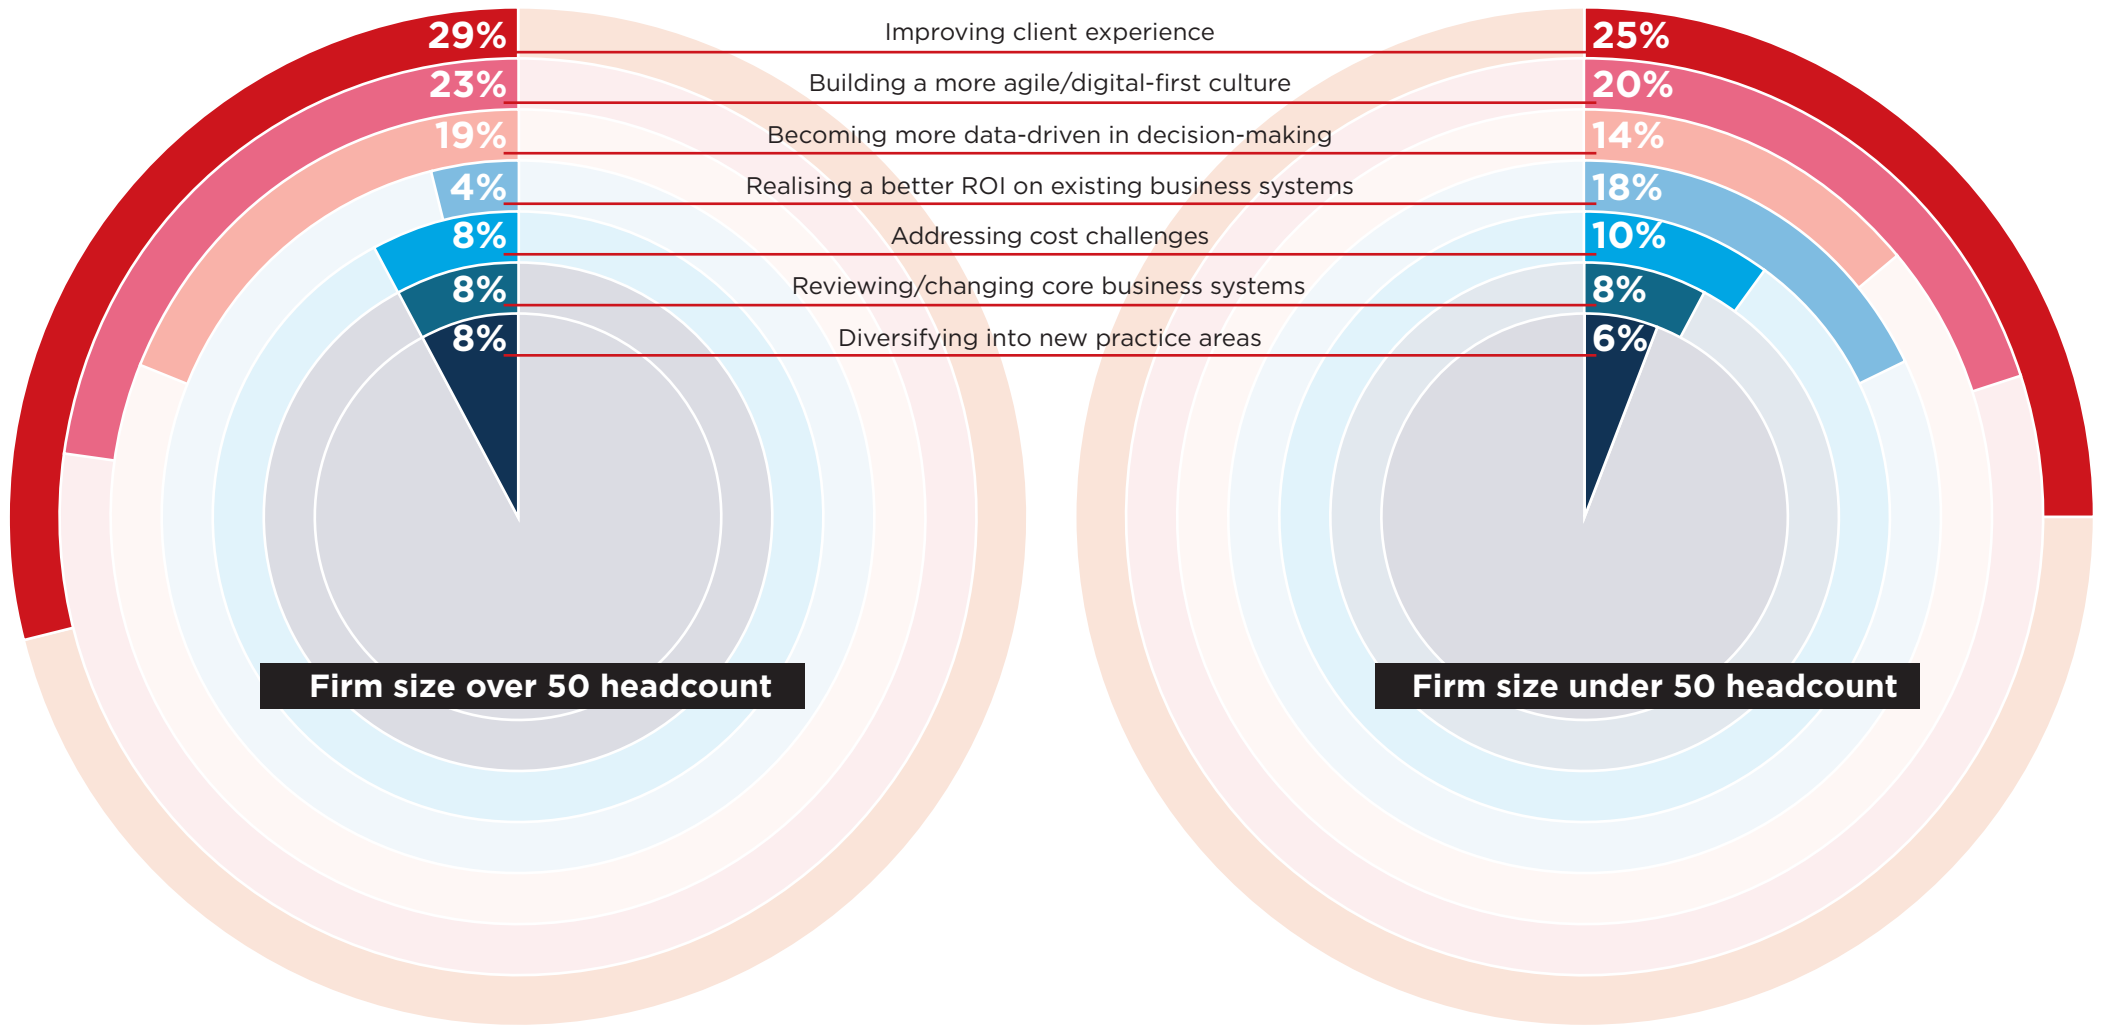 29% Improving client experience 25%
23% Building a more agile/digital-first culture 20%
19% Becoming more data-driven in decision-making 14%
4% Realising a better ROI on existing business systems 18%
8% Addressing cost challenges 10%
8% Reviewing/changing core business systems 8%
8% Diversifying into new practice areas 6%
Firm size over 50 headcount
Firm size under 50 headcount